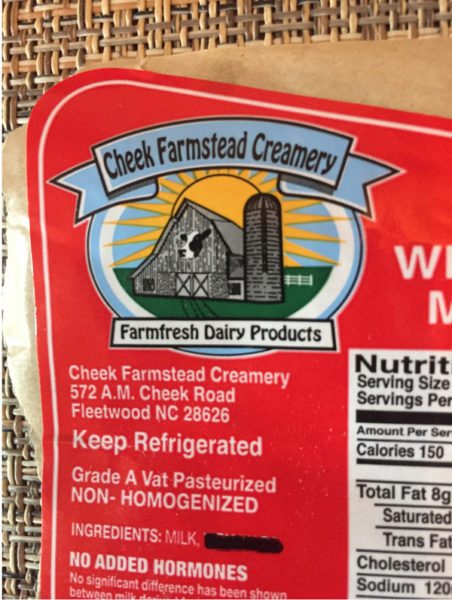 Cheek Farmstead Creamery
Farmfresh Dairy Products
Cheek Farmstead Creamery
572 A.M. Cheek Road
Fleetwood NC 28626
Keep Refrigerated
Grade A Vat Pasteurized
NON- HOMOGENIZED
INGREDIENTS: MILK,
NO ADDED HORMONES
No significant difference has been shown
between milk
Serving Size
Servings Per
Amount Per
Calories 150
Total Fat 8g
Saturated
Trans Fat
Cholesterol
Sodium 120